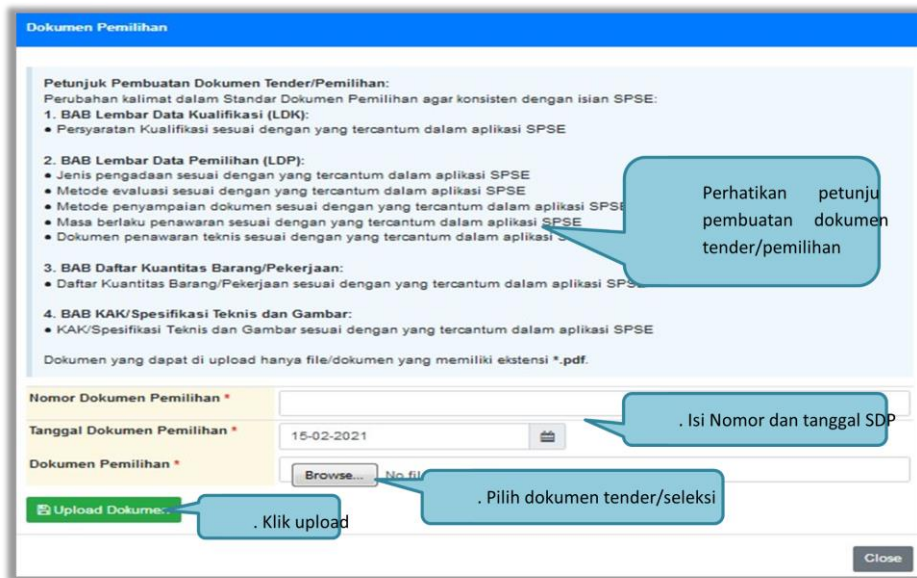 Dokumen Pemilihan
Petunjuk Pembuatan Dokumen Tender/Pemilihan:
Perubahan kalimat dalam Standar Dokumen Pemilihan agar konsisten dengan isian SPSE:
1. BAB Lembar Data Kualifikasi (LDK):
• Persyaratan Kualifikasi sesuai dengan yang tercantum dalam aplikasi SPSE
2. BAB Lembar Data Pemilihan (LDP):
• Jenis pengadaan sesuai dengan yang tercantum dalam aplikasi SPSE
• Metode evaluasi sesuai dengan yang tercantum dalam aplikasi SPSE
• Metode penyampaian dokumen sesuai dengan yang tercantum dalam aplikasi SPSE
• Masa berlaku penawaran sesuai dengan yang tercantum dalam aplikasi SPSE
• Dokumen penawaran teknis sesuai dengan yang tercantum dalam aplikasi
Perhatikan petunju
pembuatan dokumen
tender/pemilihan
3. BAB Daftar Kuantitas Barang/Pekerjaan:
• Daftar Kuantitas Barang/Pekerjaan sesuai dengan yang tercantum dalam aplikasi SPSE
4. BAB KAK/Spesifikasi Teknis dan Gambar:
• KAK/Spesifikasi Teknis dan Gambar sesuai dengan yang tercantum dalam aplikasi SPSE
Dokumen yang dapat di upload hanya file/dokumen yang memiliki ekstensi *.pdf.
Nomor Dokumen Pemilihan *
Tanggal Dokumen Pemilihan *
15-02-2021
. Isi Nomor dan tanggal SDP
Dokumen Pemilihan *
Browse... No fil
. Pilih dokumen tender/seleksi
Upload Dokume
. Klik upload
Close